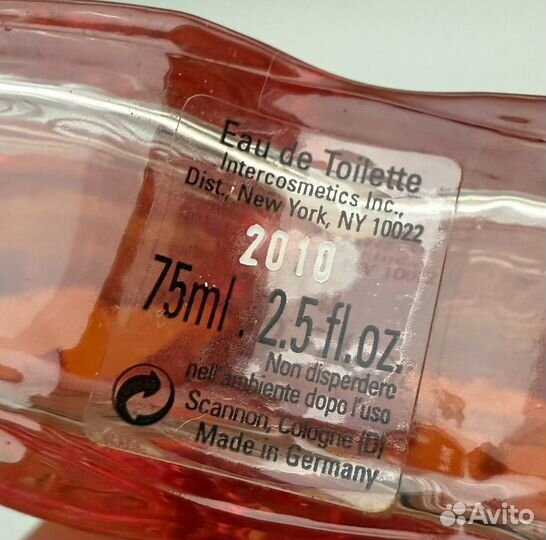 Eau de Toilette
Intercosmetics Inc.,
Dist., New York, NY 10022
2010
75ml . 2.5 fl.oz.
Non disperdere
nell'ambiente dopo l'uso
Scannon, Cologne (D)
Made in Germany
Avito